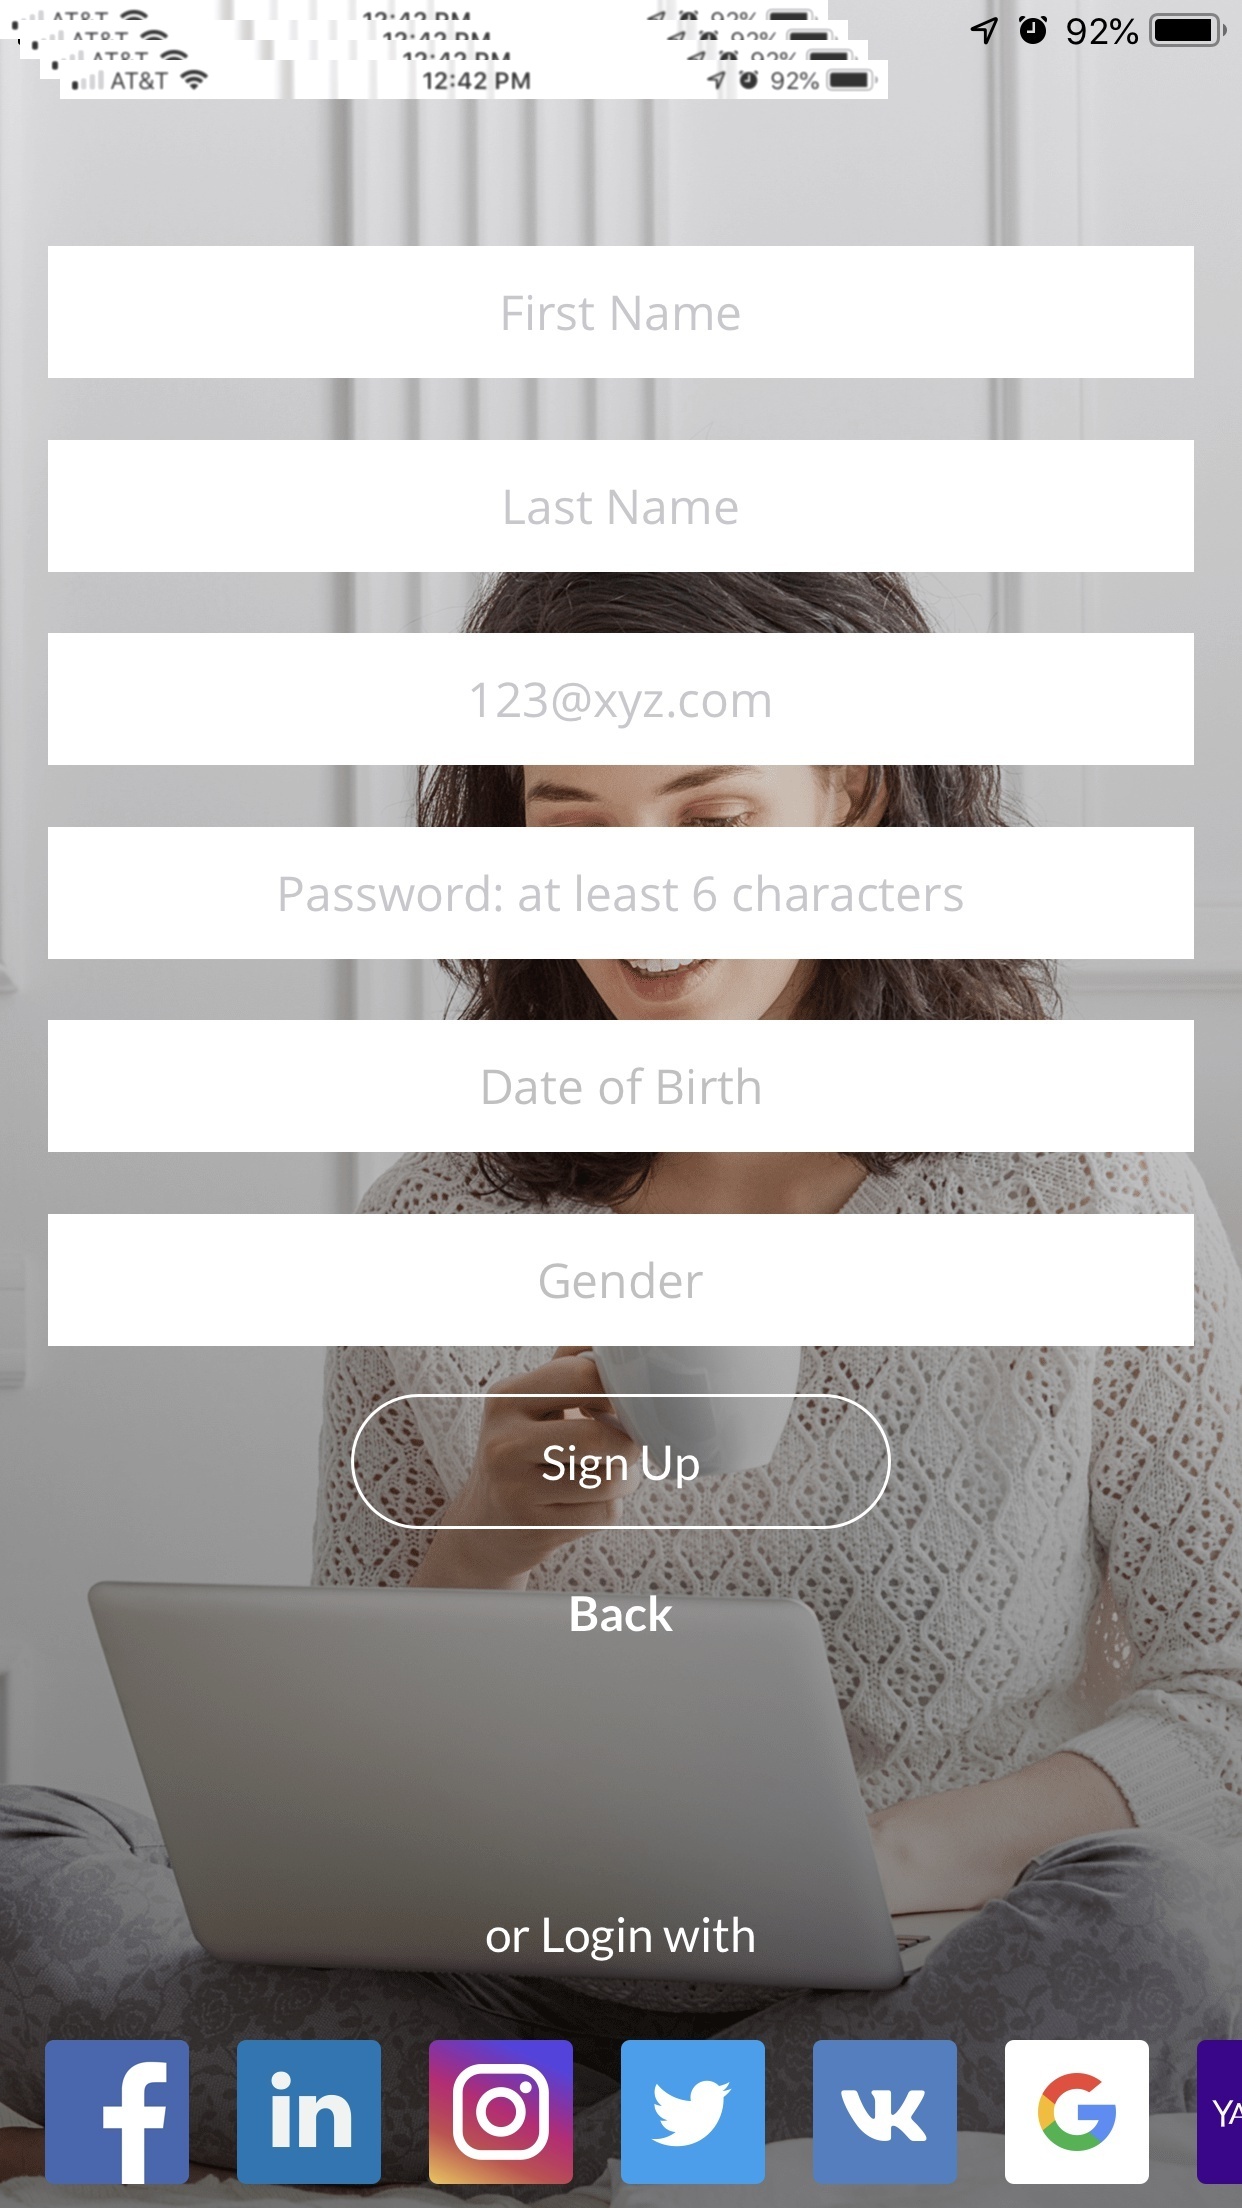 AT&T 12:42 PM 92%
AT&T 12:42 PM 92%
AT&T 12:42 PM 92%
AT&T 12:42 PM 92%
92%
First Name
Last Name
123@xyz.com
Password: at least 6 characters
Date of Birth
Gender
Sign Up
Back
or Login with
in
G
YA